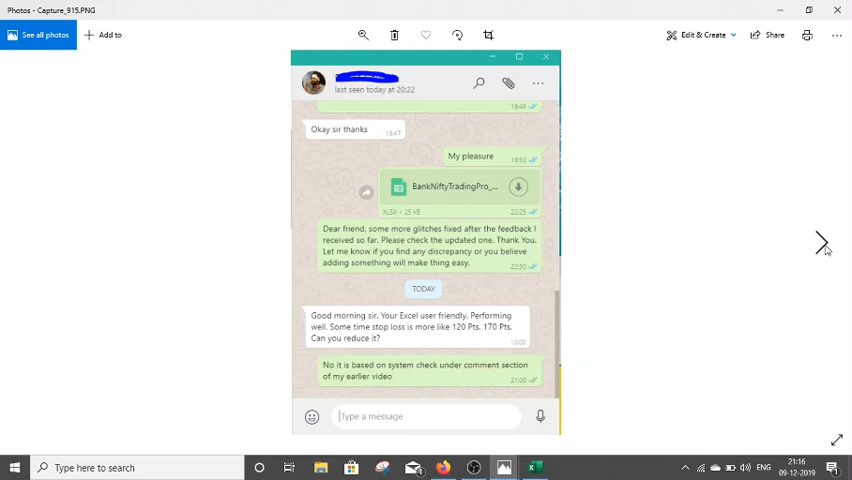 Photos - Capture_915.PNG
See all photos
Add to
Edit & Create
Share
last seen today at 20:22
19:46
Okay sir thanks
19:47
My pleasure
19:50
BankNiftyTradingPro_...
XLSX • 25 kB
22:25
Dear friend, some more glitches fixed after the feedback I
received so far. Please check the updated one. Thank You.
Let me know if you find any discrepancy or you believe
adding something will make thing easy.
22:50
TODAY
Good morning sir. Your Excel user friendly. Performing
well. Some time stop loss is more like 120 Pts, 170 Pts.
Can you reduce it?
10:00
No it is based on system check under comment section
of my earlier video
21:00
Type a message
Type here to search
ENG
21:16
09-12-2019